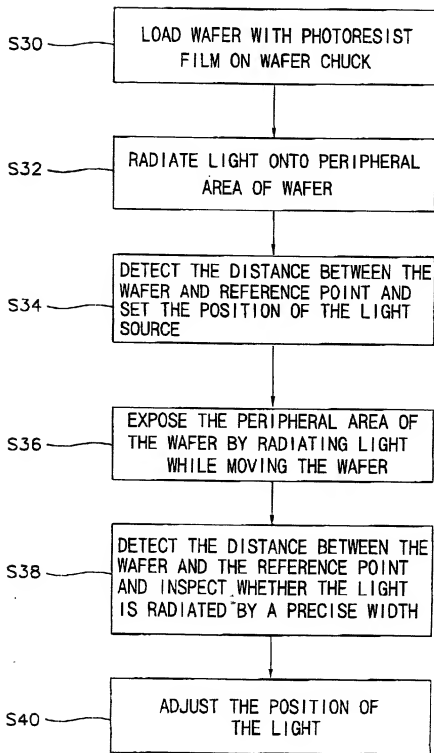 S30
LOAD WAFER WITH PHOTORESIST
FILM ON WAFER CHUCK
S32
RADIATE LIGHT ONTO PERIPHERAL
AREA OF WAFER
S34
DETECT THE DISTANCE BETWEEN THE
WAFER AND REFERENCE POINT AND
SET THE POSITION OF THE LIGHT
SOURCE
S36
EXPOSE THE PERIPHERAL AREA OF
THE WAFER BY RADIATING LIGHT
WHILE MOVING THE WAFER
S38
DETECT THE DISTANCE BETWEEN THE
WAFER AND THE REFERENCE POINT
AND INSPECT WHETHER THE LIGHT
IS RADIATED BY A PRECISE WIDTH
S40
ADJUST THE POSITION OF
THE LIGHT